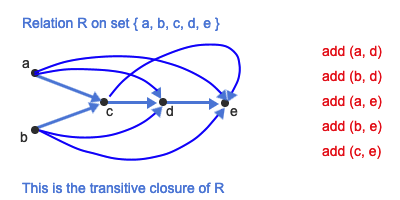 Relation R on set { a, b, c, d, e }
a
add (a, d)
add (b, d)
add (a, e)
c
d
e
b
add (b, e)
add (c, e)
This is the transitive closure of R